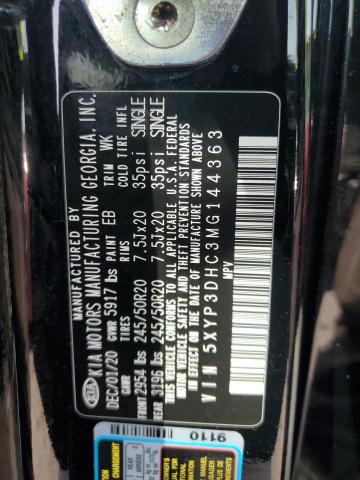 MANUFACTURED BY
KIA KIA MOTORS MANUFACTURING GEORGIA, INC.
DEC/01/20 GVWR 5917 lbs PAINT EB TRIM WK
GAWR TIRES RIMS COLD TIRE INFL
FRONT 2954 lbs 245/50R20 7.5Jx20 35psi SINGLE
REAR 3196 lbs 245/50R20 7.5Jx20 35psi SINGLE
THIS VEHICLE CONFORMS TO ALL APPLICABLE U.S.A. FEDERAL
MOTOR VEHICLE SAFETY AND THEFT PREVENTION STANDARDS
IN EFFECT ON THE DATE OF MANUFACTURE SHOWN ABOVE
VIN 5XYP3DHC3MG144363
MPV
9110
REAR 5